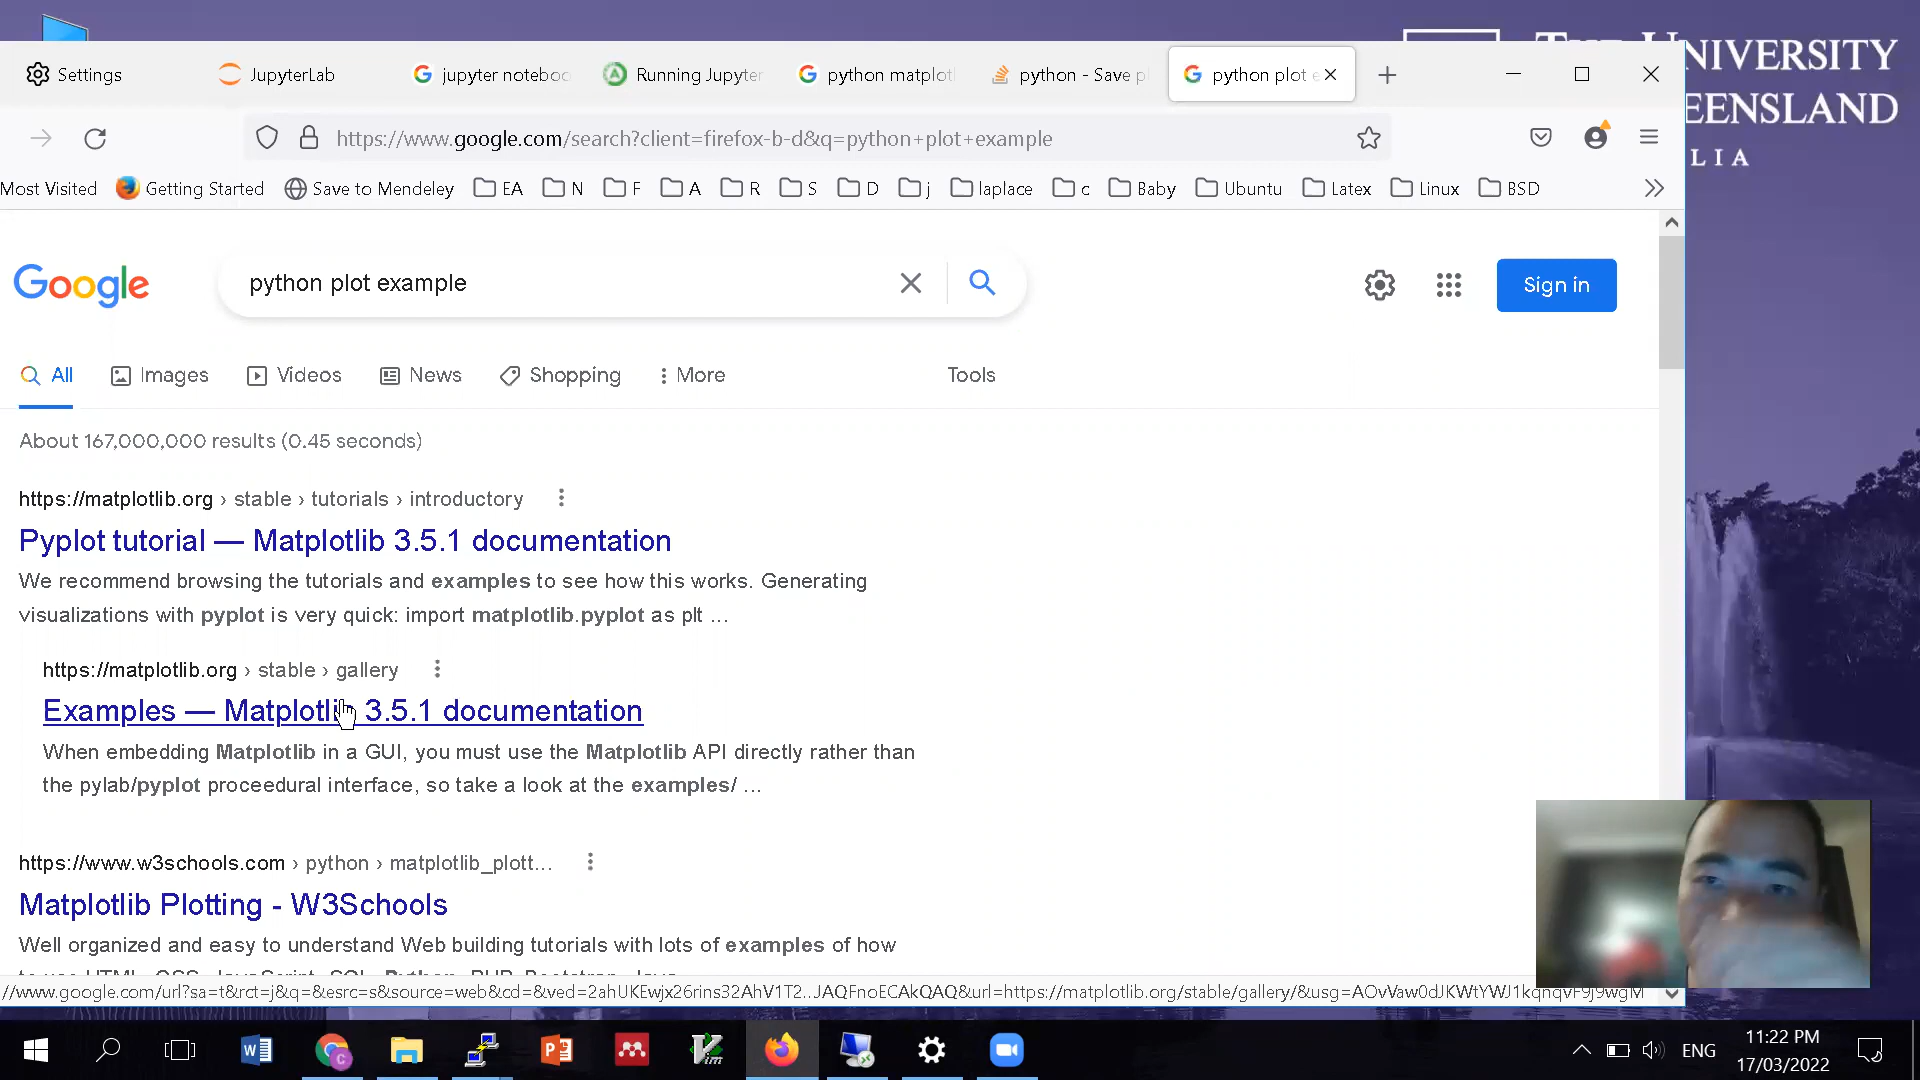 THE UNIVERSITY
Settings
JupyterLab
jupyter noteboo
Running Jupyter
python matplotl
python - Save pl
python plot e
https://www.google.com/search?client=firefox-b-d&q=python+plot+example
Most Visited
Getting Started
Save to Mendeley
EA
N
F
A
R
S
D
j
laplace
c
Baby
Ubuntu
Latex
Linux
BSD
EENSLAND
LIA
Google
python plot example
Sign in
All
Images
Videos
News
Shopping
More
Tools
About 167,000,000 results (0.45 seconds)
https://matplotlib.org › stable › tutorials › introductory
Pyplot tutorial — Matplotlib 3.5.1 documentation
We recommend browsing the tutorials and examples to see how this works. Generating
visualizations with pyplot is very quick: import matplotlib.pyplot as plt ...
https://matplotlib.org › stable › gallery
Examples — Matplotlib 3.5.1 documentation
When embedding Matplotlib in a GUI, you must use the Matplotlib API directly rather than
the pylab/pyplot proceedural interface, so take a look at the examples/ ...
https://www.w3schools.com › python › matplotlib_plott...
Matplotlib Plotting - W3Schools
Well organized and easy to understand Web building tutorials with lots of examples of how
11:22 PM
ENG
17/03/2022